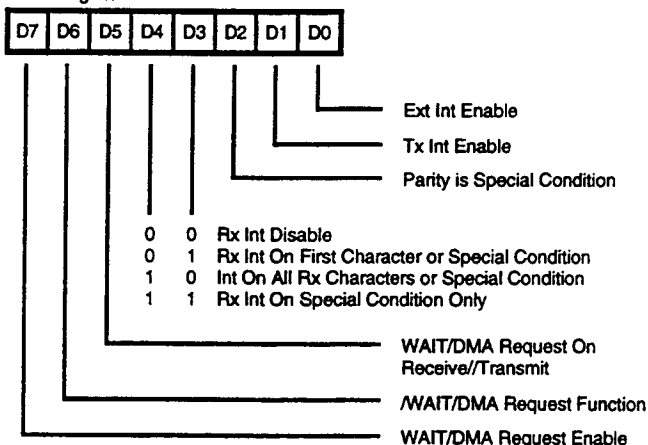 D7 D6 D5 D4 D3 D2 D1 D0
Ext Int Enable
Tx Int Enable
Parity is Special Condition
0 0 Rx Int Disable
0 1 Rx Int On First Character or Special Condition
1 0 Int On All Rx Characters or Special Condition
1 1 Rx Int On Special Condition Only
WAIT/DMA Request On
Receive//Transmit
/WAIT/DMA Request Function
WAIT/DMA Request Enable